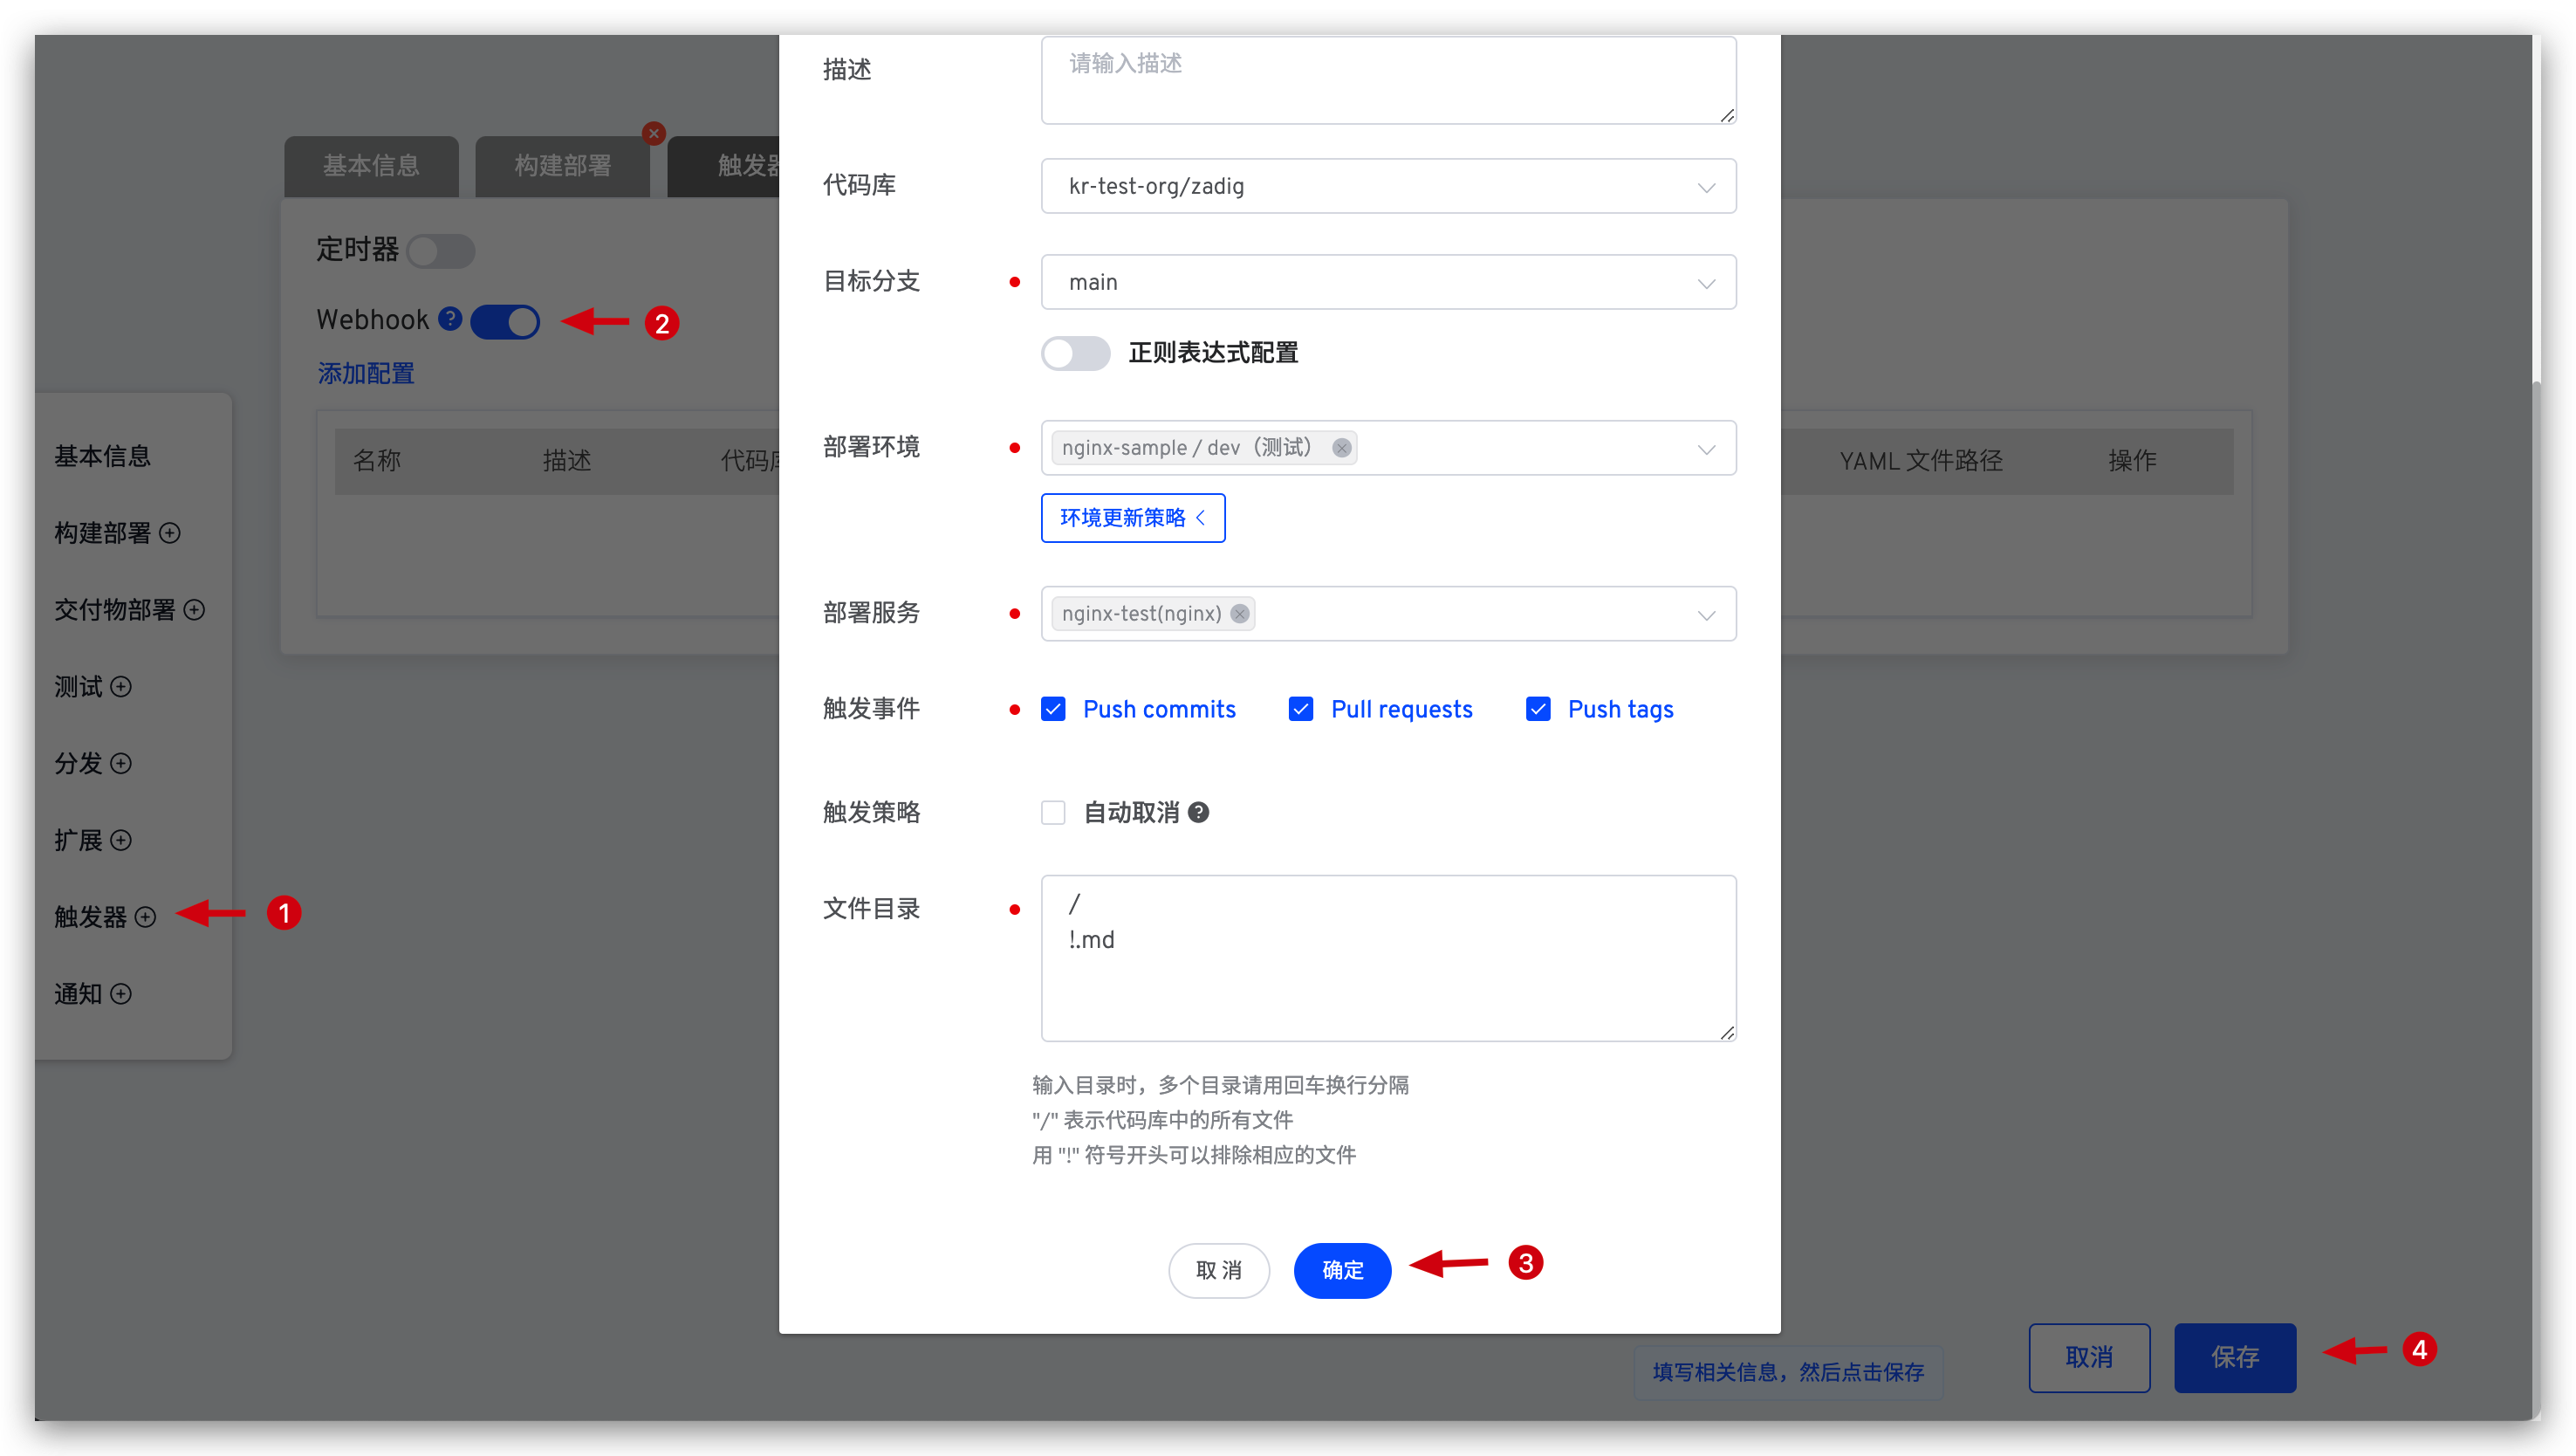 基本信息
构建部署
触发器
定时器
Webhook ?
2
添加配置
名称
描述
代码库
YAML 文件路径
操作
基本信息
构建部署
交付物部署
测试
分发
扩展
触发器
1
通知
描述
请输入描述
代码库
kr-test-org/zadig
目标分支
main
正则表达式配置
部署环境
nginx-sample / dev（测试）
环境更新策略
部署服务
nginx-test(nginx)
触发事件
Push commits
Pull requests
Push tags
触发策略
自动取消 ?
文件目录
/
!.md
输入目录时，多个目录请用回车换行分隔
"/" 表示代码库中的所有文件
用 "!" 符号开头可以排除相应的文件
取 消
确定
3
填写相关信息，然后点击保存
取消
保存
4